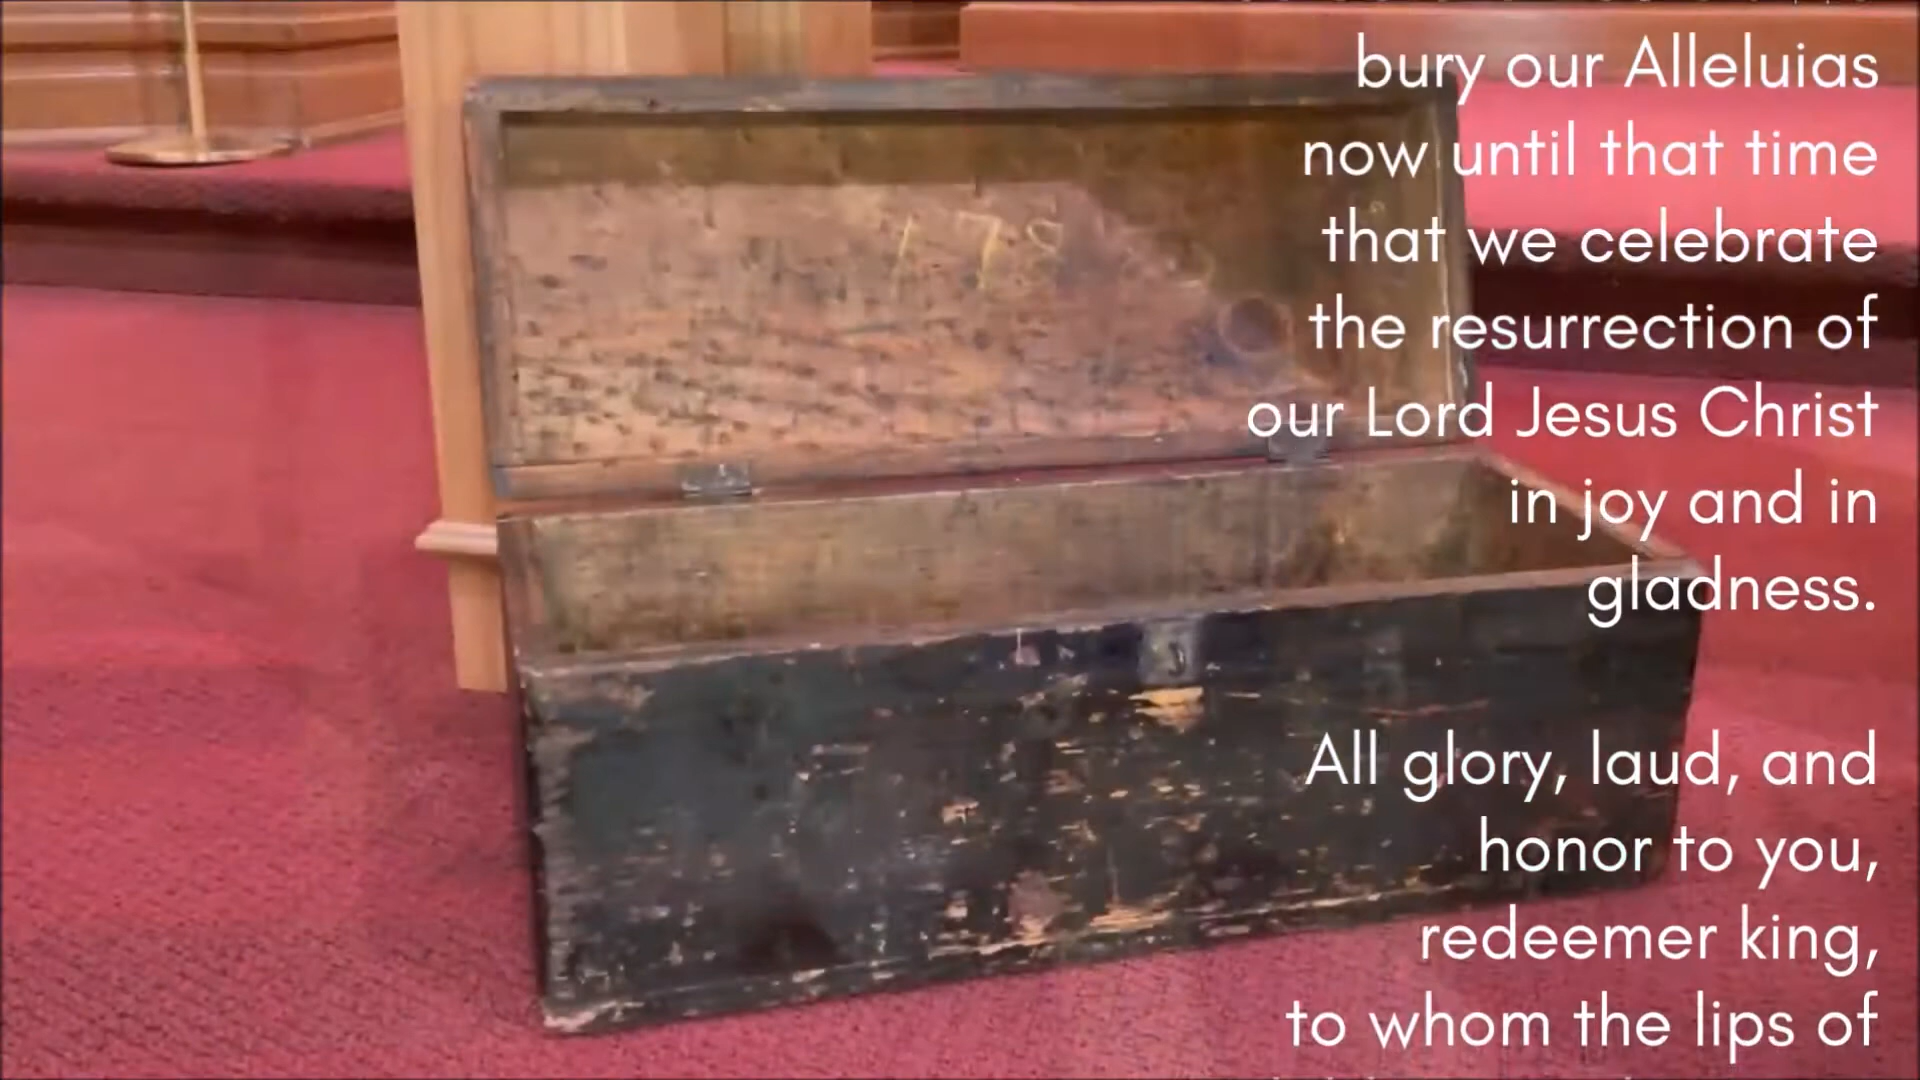 bury our Alleluias
now until that time
that we celebrate
the resurrection of
our Lord Jesus Christ
in joy and in
gladness.
All glory, laud, and
honor to you,
redeemer king,
to whom the lips of
178